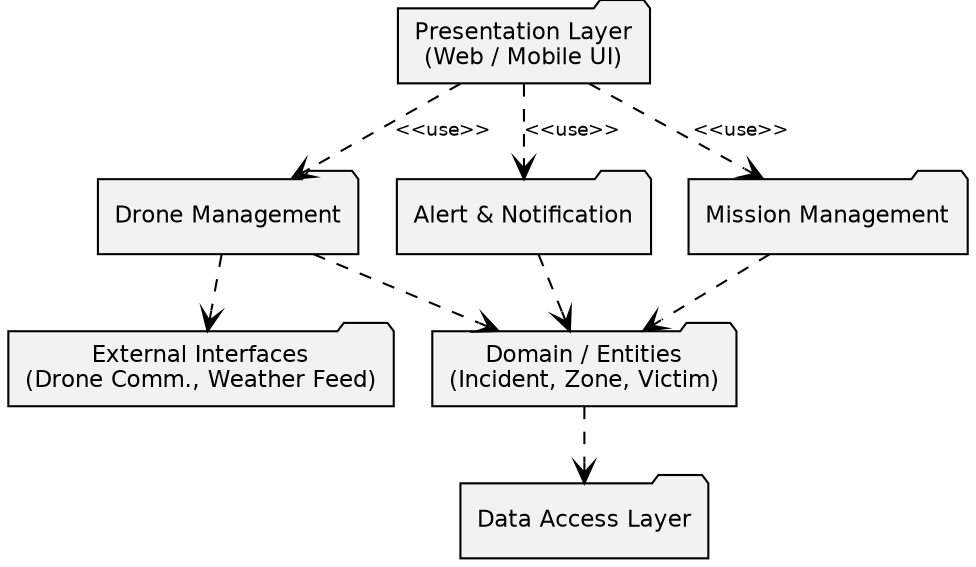 Presentation Layer
(Web / Mobile UI)
<<use>>
<<use>>
<<use>>
Drone Management
Alert & Notification
Mission Management
External Interfaces
(Drone Comm., Weather Feed)
Domain / Entities
(Incident, Zone, Victim)
Data Access Layer